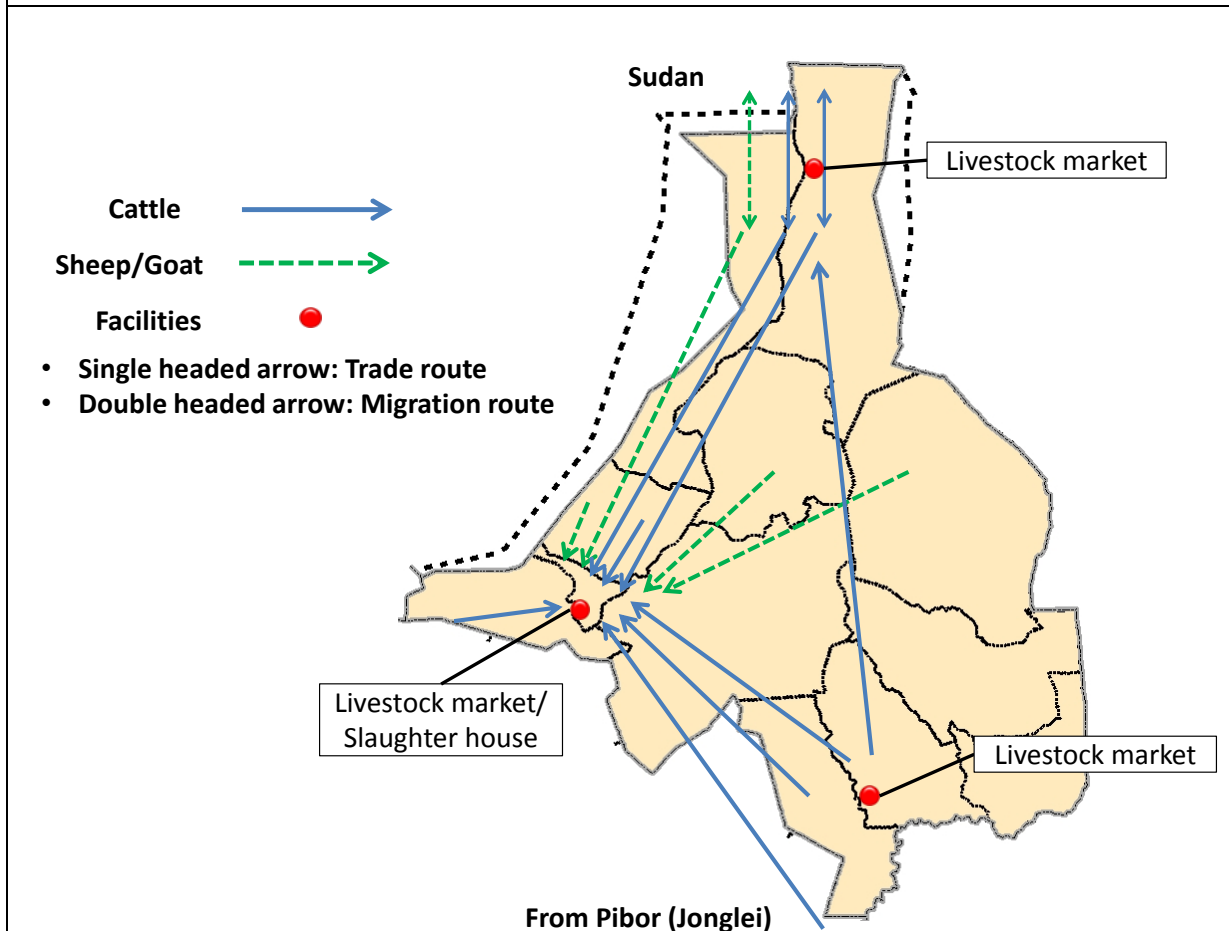 Sudan
Livestock market
Cattle
Sheep/Goat
Facilities
• Single headed arrow: Trade route
• Double headed arrow: Migration route
Livestock market/
Slaughter house
Livestock market
From Pibor (Jonglei)